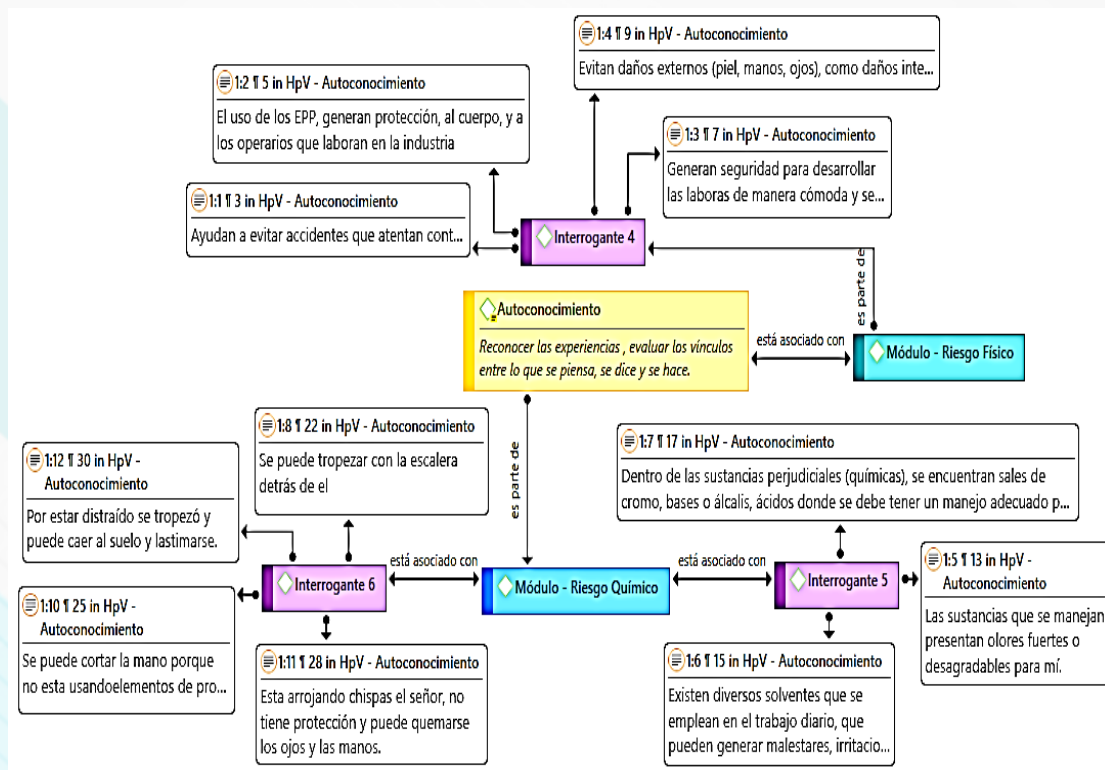 1:4 ¶ 9 in HpV - Autoconocimiento
Evitan daños externos (piel, manos, ojos), como daños inte...
1:2 ¶ 5 in HpV - Autoconocimiento
El uso de los EPP, generan protección, al cuerpo, y a
los operarios que laboran en la industria
1:3 ¶ 7 in HpV - Autoconocimiento
Generan seguridad para desarrollar
las laboras de manera cómoda y se...
1:1 ¶ 3 in HpV - Autoconocimiento
Ayudan a evitar accidentes que atentan cont...
Interrogante 4
es parte de
Autoconocimiento
Reconocer las experiencias , evaluar los vínculos
entre lo que se piensa, se dice y se hace.
está asociado con
Módulo - Riesgo Físico
es parte de
1:8 ¶ 22 in HpV - Autoconocimiento
Se puede tropezar con la escalera
detrás de el
1:7 ¶ 17 in HpV - Autoconocimiento
Dentro de las sustancias perjudiciales (químicas), se encuentran sales de
cromo, bases o álcalis, ácidos donde se debe tener un manejo adecuado p...
1:12 ¶ 30 in HpV -
Autoconocimiento
Por estar distraído se tropezó y
puede caer al suelo y lastimarse.
Interrogante 6
está asociado con
Módulo - Riesgo Químico
está asociado con
Interrogante 5
1:5 ¶ 13 in HpV -
Autoconocimiento
Las sustancias que se manejan
presentan olores fuertes o
desagradables para mí.
1:10 ¶ 25 in HpV -
Autoconocimiento
Se puede cortar la mano porque
no esta usandoelementos de pro...
1:11 ¶ 28 in HpV - Autoconocimiento
Esta arrojando chispas el señor, no
tiene protección y puede quemarse
los ojos y las manos.
1:6 ¶ 15 in HpV - Autoconocimiento
Existen diversos solventes que se
emplean en el trabajo diario, que
pueden generar malestares, irritacio...